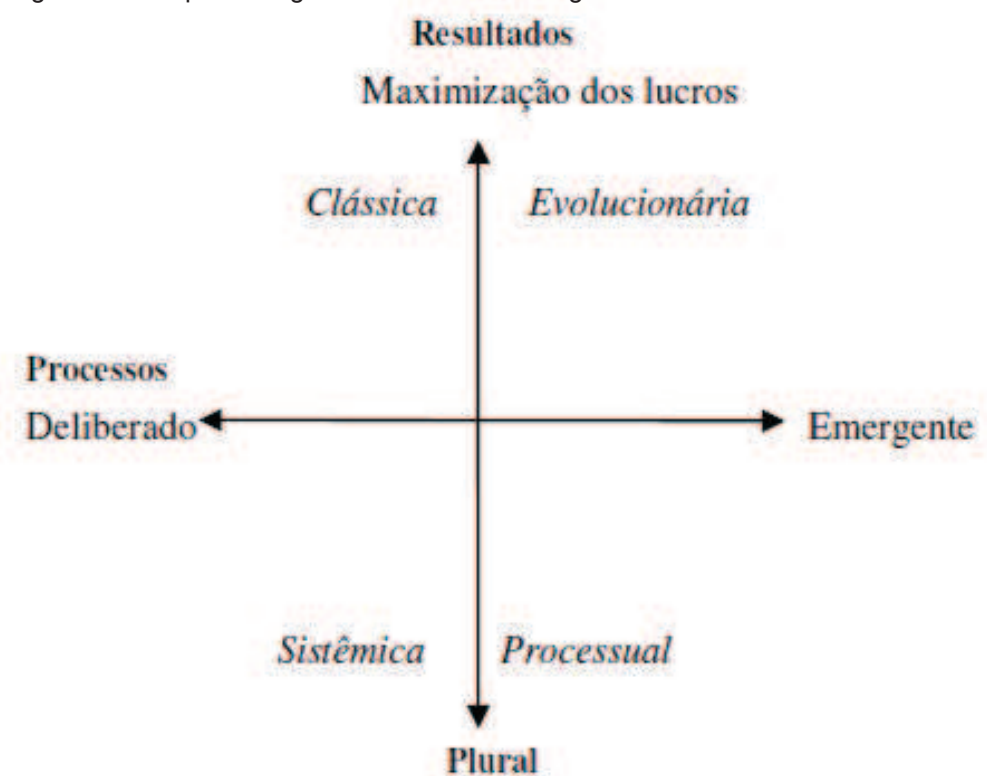 Resultados
Maximização dos lucros
Clássica Evolucionária
Processos
Deliberado Emergente
Sistêmica Processual
Plural